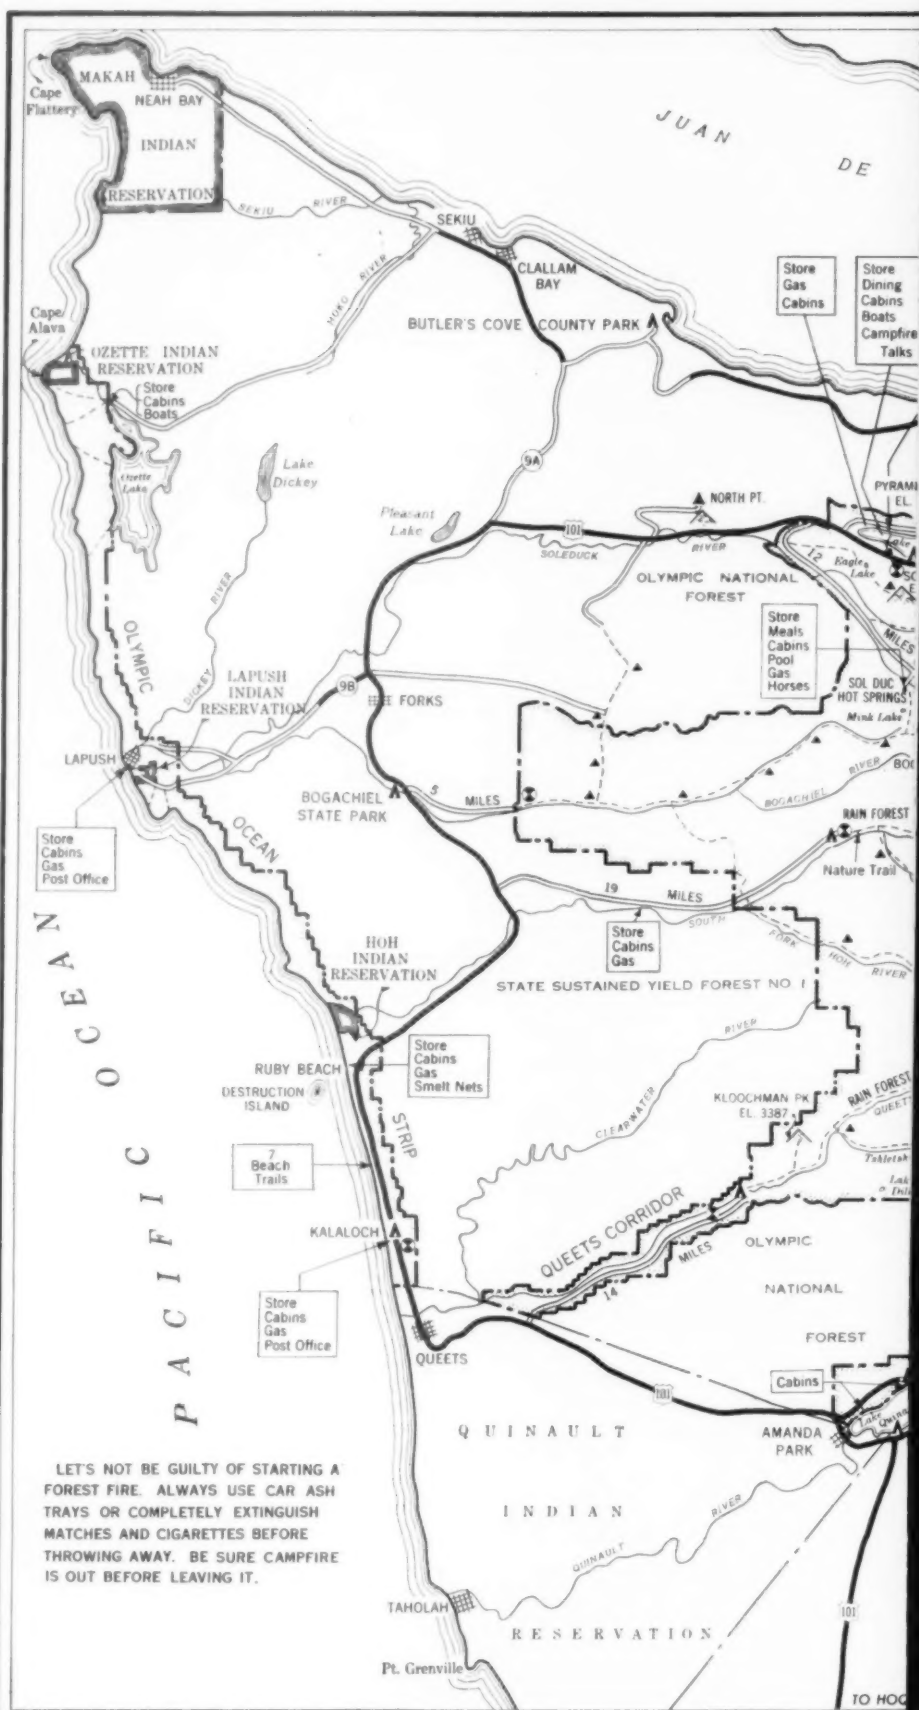 JUAN
DE
MAKAH
NEAH BAY
Cape
Flattery
INDIAN
RESERVATION
SEKIU RIVER
SEKIU
CLALLAM
BAY
Store
Gas
Cabins
Store
Dining
Cabins
Boats
Campfire
Talks
HOKO RIVER
BUTLER'S COVE COUNTY PARK
Cape
Alava
OZETTE INDIAN
RESERVATION
Store
Cabins
Boats
Ozette
Lake
Lake
Dickey
9A
Pleasant
Lake
NORTH PT.
101
SOLEDUCK RIVER
EL.
12
Eagle
Lake
MILES
OLYMPIC NATIONAL
FOREST
Store
Meals
Cabins
Pool
Gas
Horses
SOL DUC
HOT SPRINGS
Mink Lake
DICKEY RIVER
OLYMPIC
LAPUSH
INDIAN
RESERVATION
9B
FORKS
LAPUSH
BOGACHIEL
STATE PARK
5 MILES
BOGACHIEL RIVER
Store
Cabins
Gas
Post Office
OCEAN
RAIN FOREST
Nature Trail
19 MILES
SOUTH FORK HOH RIVER
Store
Cabins
Gas
HOH
INDIAN
RESERVATION
STATE SUSTAINED YIELD FOREST NO. 1
RUBY BEACH
Store
Cabins
Gas
Smelt Nets
DESTRUCTION
ISLAND
CLEARWATER RIVER
KLOOCHMAN PK
EL. 3387
RAIN FOREST
STRIP
7
Beach
Trails
KALALOCH
QUEETS CORRIDOR
14 MILES
OLYMPIC
NATIONAL
FOREST
Store
Cabins
Gas
Post Office
QUEETS
101
Cabins
AMANDA
PARK
Lake
PACIFIC OCEAN
QUINAULT
INDIAN
RESERVATION
QUINAULT RIVER
LET'S NOT BE GUILTY OF STARTING A
FOREST FIRE. ALWAYS USE CAR ASH
TRAYS OR COMPLETELY EXTINGUISH
MATCHES AND CIGARETTES BEFORE
THROWING AWAY. BE SURE CAMPFIRE
IS OUT BEFORE LEAVING IT.
TAHOLAH
Pt. Grenville
101
TO HOQ